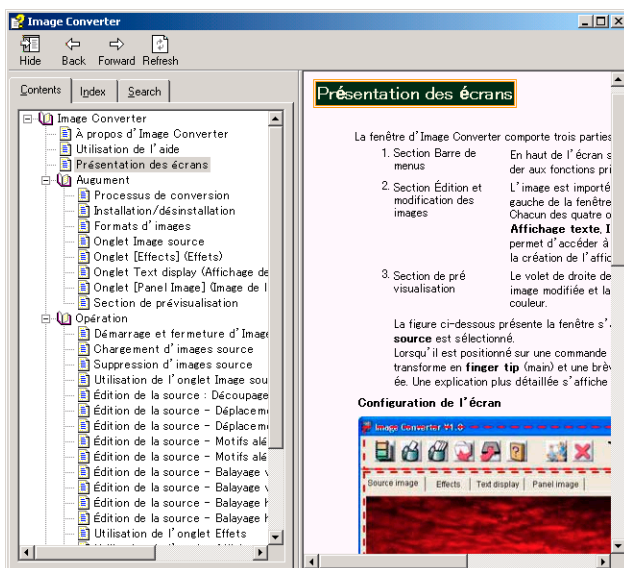 Image Converter
Hide Back Forward Refresh
Contents Index Search
Image Converter
À propos d'Image Converter
Utilisation de l'aide
Présentation des écrans
Augument
Processus de conversion
Installation/désinstallation
Formats d'images
Onglet Image source
Onglet [Effects] (Effets)
Onglet Text display (Affichage de
Onglet [Panel Image] (Image de l
Section de prévisualisation
Opération
Démarrage et fermeture d'Image
Chargement d'images source
Suppression d'images source
Utilisation de l'onglet Image sou
Édition de la source : Découpage
Édition de la source - Déplaceme
Édition de la source - Déplaceme
Édition de la source - Motifs alé
Édition de la source - Motifs alé
Édition de la source - Balayage v
Édition de la source - Balayage v
Édition de la source - Balayage h
Édition de la source - Balayage h
Utilisation de l'onglet Effets
Présentation des écrans
La fenêtre d'Image Converter comporte trois parties
1. Section Barre de
menus
En haut de l'écran s
der aux fonctions pri
2. Section Édition et
modification des
images
L'image est importé
gauche de la fenêtre
Chacun des quatre o
Affichage texte, I
permet d'accéder à
la création de l'affic
3. Section de pré
visualisation
Le volet de droite de
image modifiée et la
couleur.
La figure ci-dessous présente la fenêtre s'
source est sélectionné.
Lorsqu'il est positionné sur une commande
transforme en finger tip (main) et une brèv
ée. Une explication plus détaillée s'affiche
Configuration de l'écran
Image Converter V1.0
Source image Effects Text display Panel image